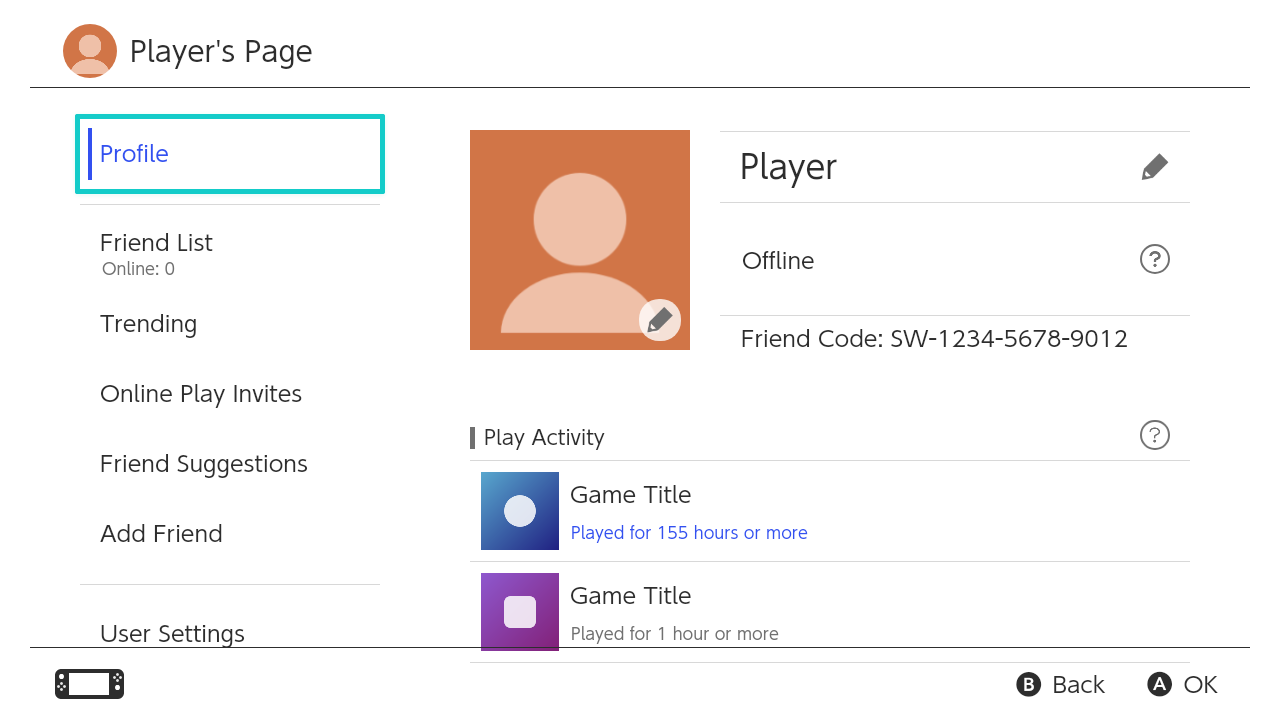 Player's Page
Profile
Friend List
Online: 0
Trending
Online Play Invites
Friend Suggestions
Add Friend
User Settings
Player
Offline
?
Friend Code: SW-1234-5678-9012
Play Activity
?
Game Title
Played for 155 hours or more
Game Title
Played for 1 hour or more
B Back
A OK